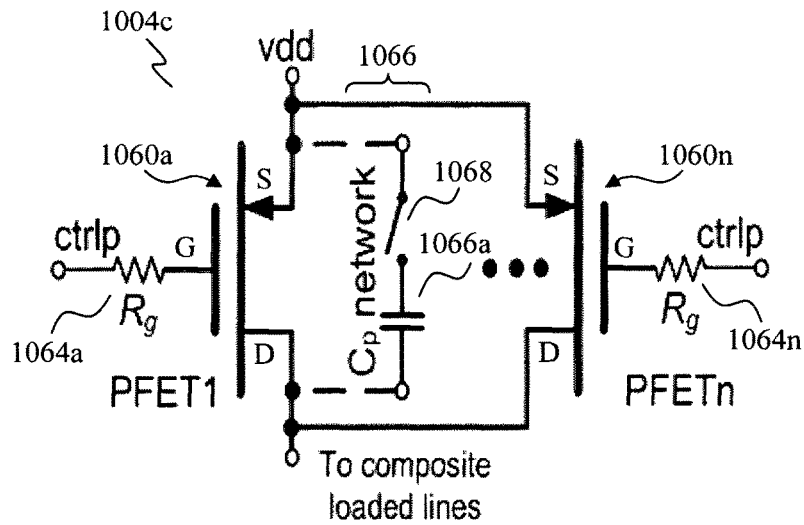 1004c
vdd
1066
1060a
S
1068
S
1060n
ctrlp
G
Cp network
1066a
G
ctrlp
Rg
Rg
1064a
D
D
1064n
PFET1
PFETn
To composite
loaded lines